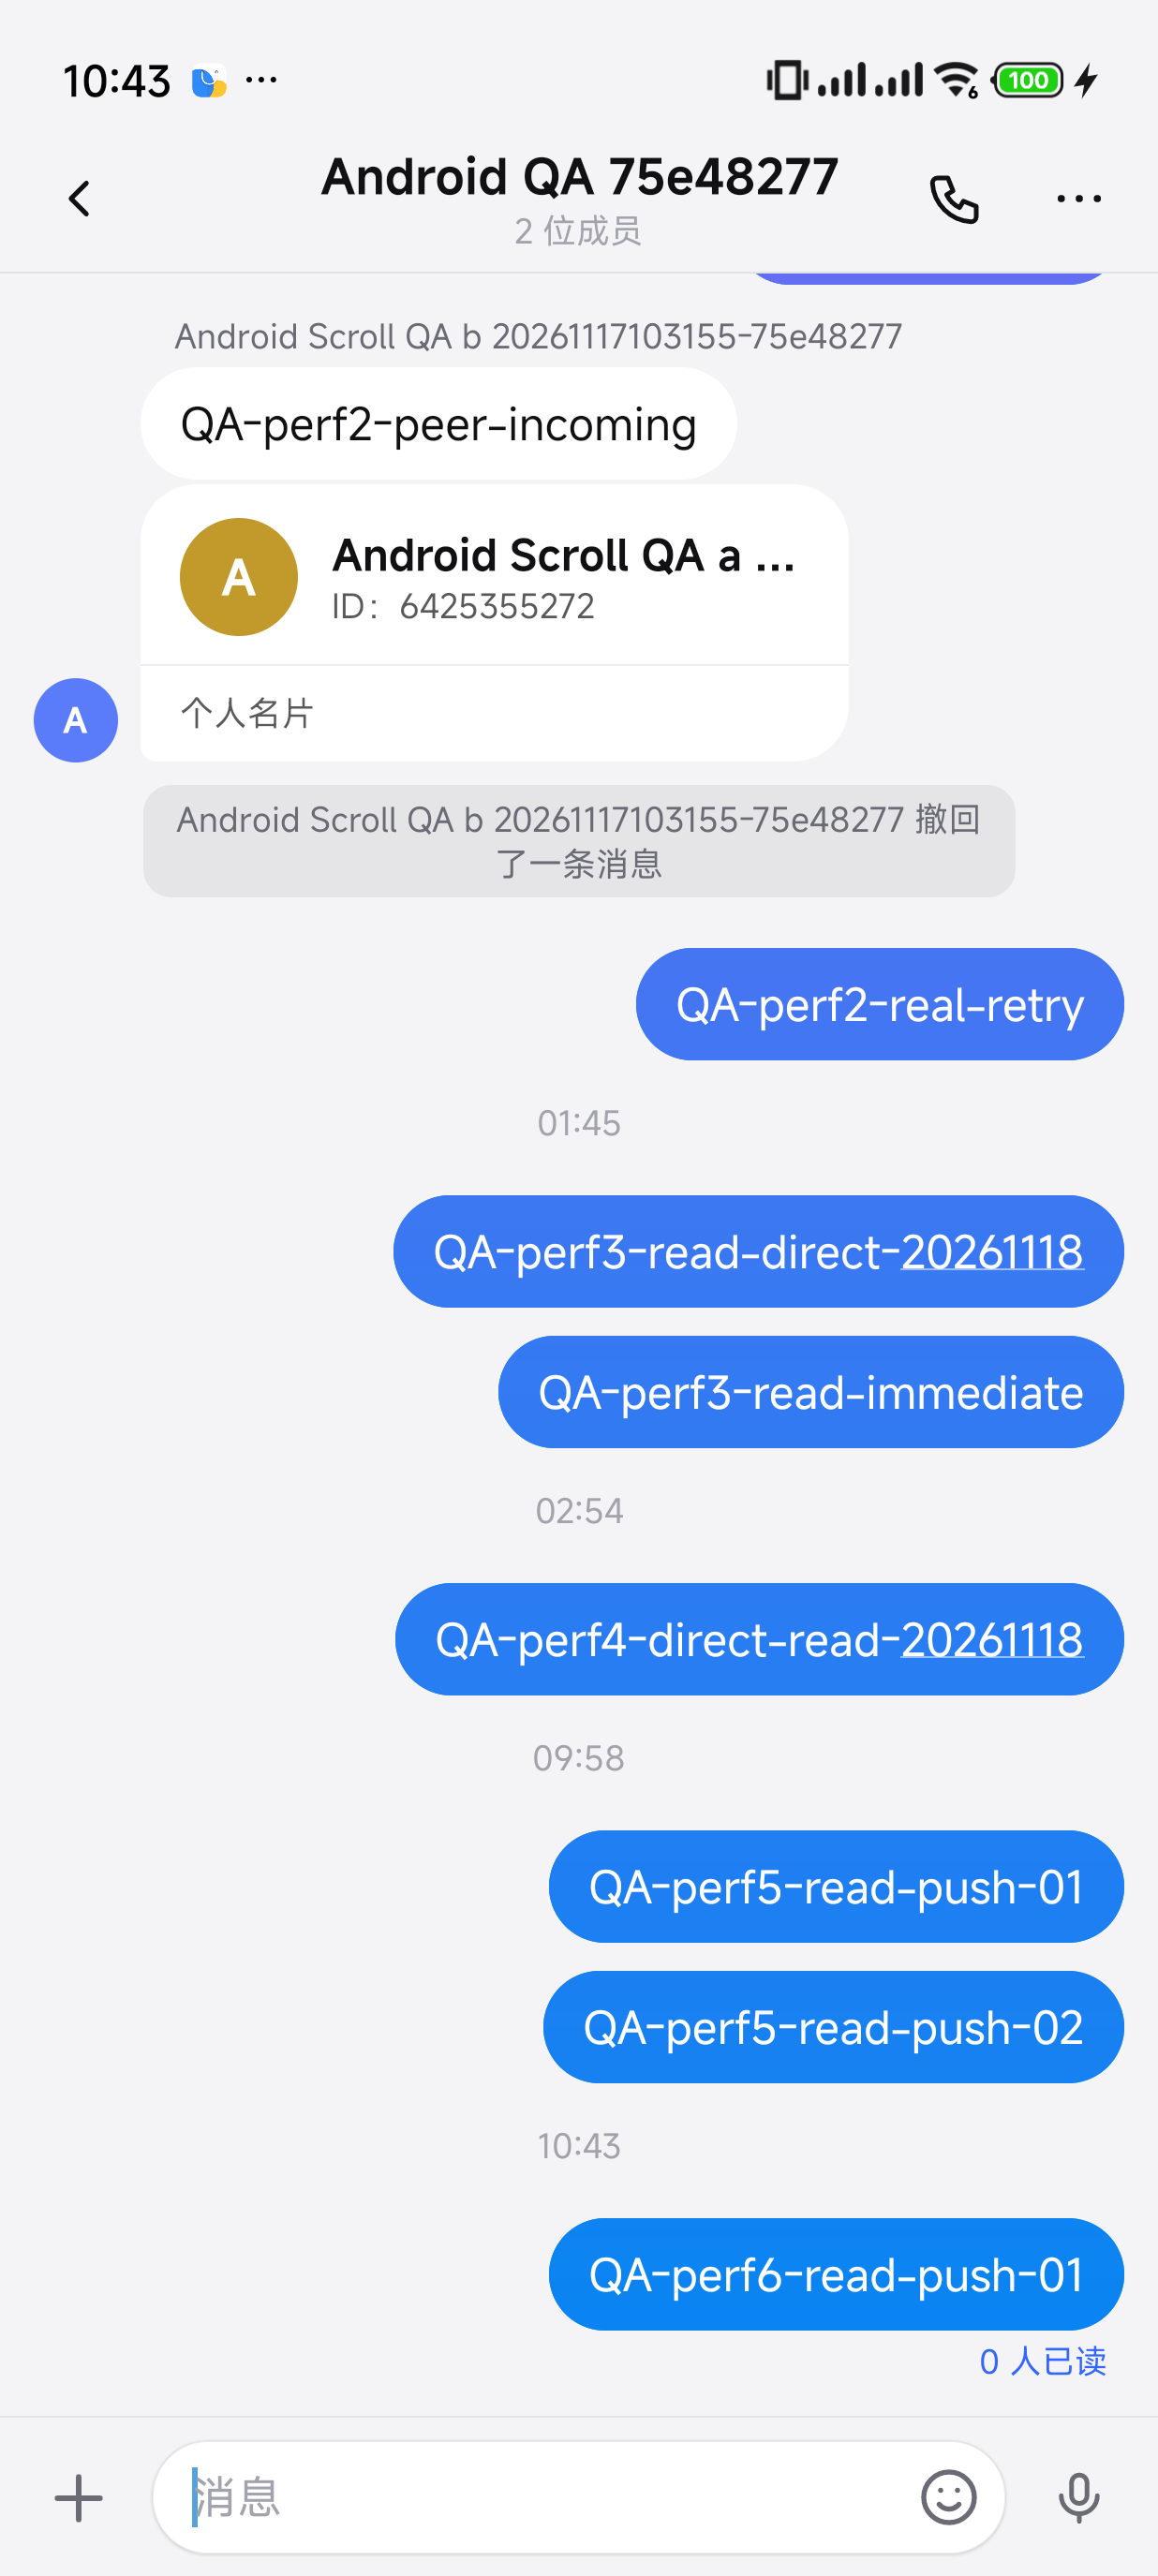 10:43
6
100
Android QA 75e48277
2 位成员
Android Scroll QA b 20261117103155-75e48277
QA-perf2-peer-incoming
A
Android Scroll QA a ...
ID： 6425355272
A
个人名片
Android Scroll QA b 20261117103155-75e48277 撤回
了一条消息
QA-perf2-real-retry
01:45
QA-perf3-read-direct-20261118
QA-perf3-read-immediate
02:54
QA-perf4-direct-read-20261118
09:58
QA-perf5-read-push-01
QA-perf5-read-push-02
10:43
QA-perf6-read-push-01
0 人已读
消息